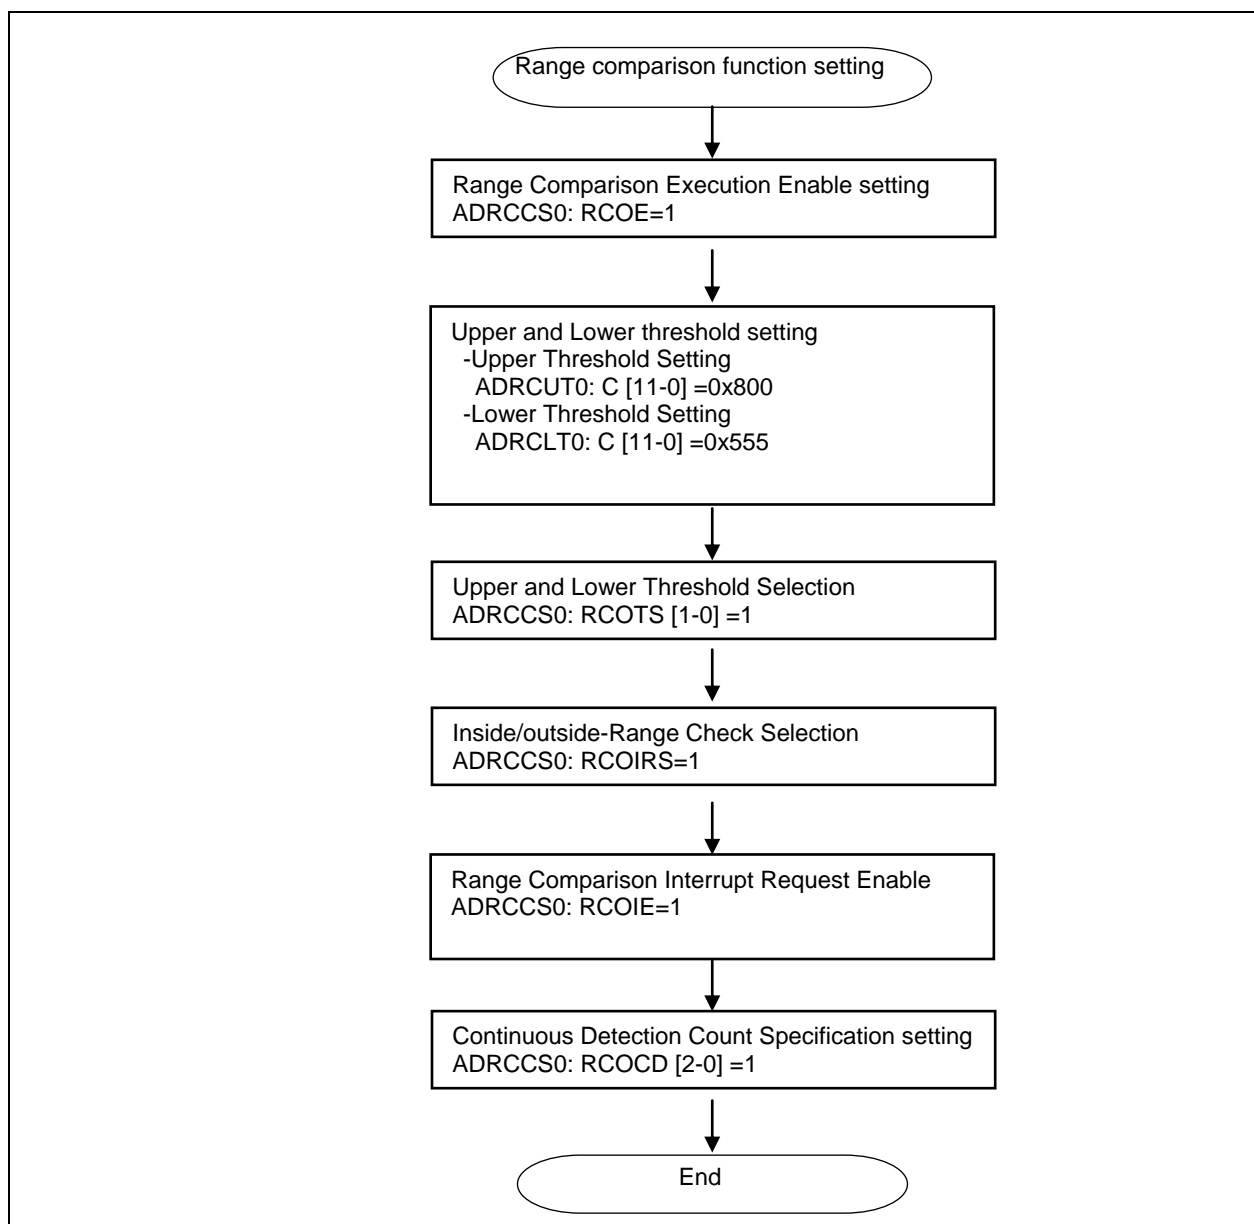 Range comparison function setting
Range Comparison Execution Enable setting
ADRCCS0: RCOE=1
Upper and Lower threshold setting
-Upper Threshold Setting
ADRCUT0: C [11-0] =0x800
-Lower Threshold Setting
ADRCLT0: C [11-0] =0x555
Upper and Lower Threshold Selection
ADRCCS0: RCOTS [1-0] =1
Inside/outside-Range Check Selection
ADRCCS0: RCOIRS=1
Range Comparison Interrupt Request Enable
ADRCCS0: RCOIE=1
Continuous Detection Count Specification setting
ADRCCS0: RCOCD [2-0] =1
End